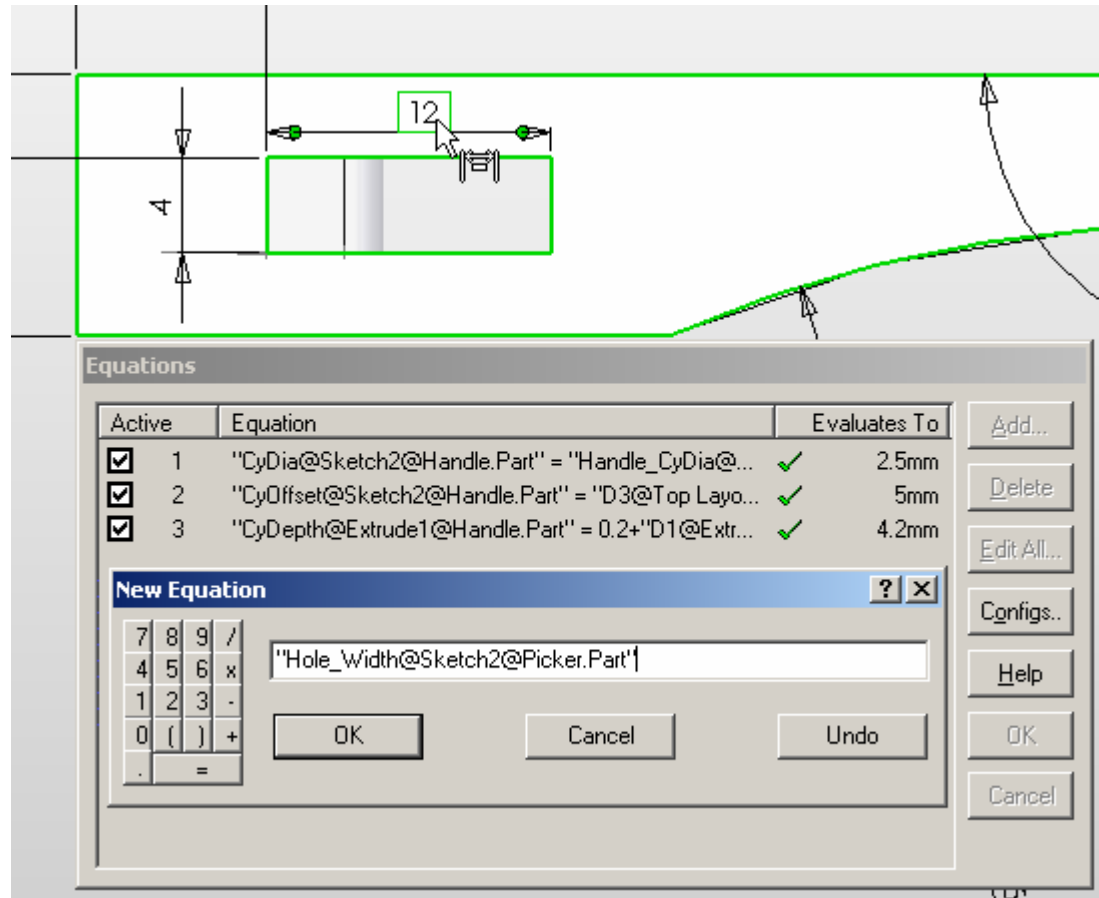 12
4
Equations
Active Equation Evaluates To
1 "CyDia@Sketch2@Handle.Part" = "Handle_CyDia@... 2.5mm
2 "CyOffset@Sketch2@Handle.Part" = "D3@Top Layo... 5mm
3 "CyDepth@Extrude1@Handle.Part" = 0.2+"D1@Extr... 4.2mm
Add...
Delete
Edit All...
Configs..
Help
OK
Cancel
New Equation ? X
7 8 9 /
4 5 6 x
1 2 3 -
0 ( ) +
. =
"Hole_Width@Sketch2@Picker.Part"
OK Cancel Undo